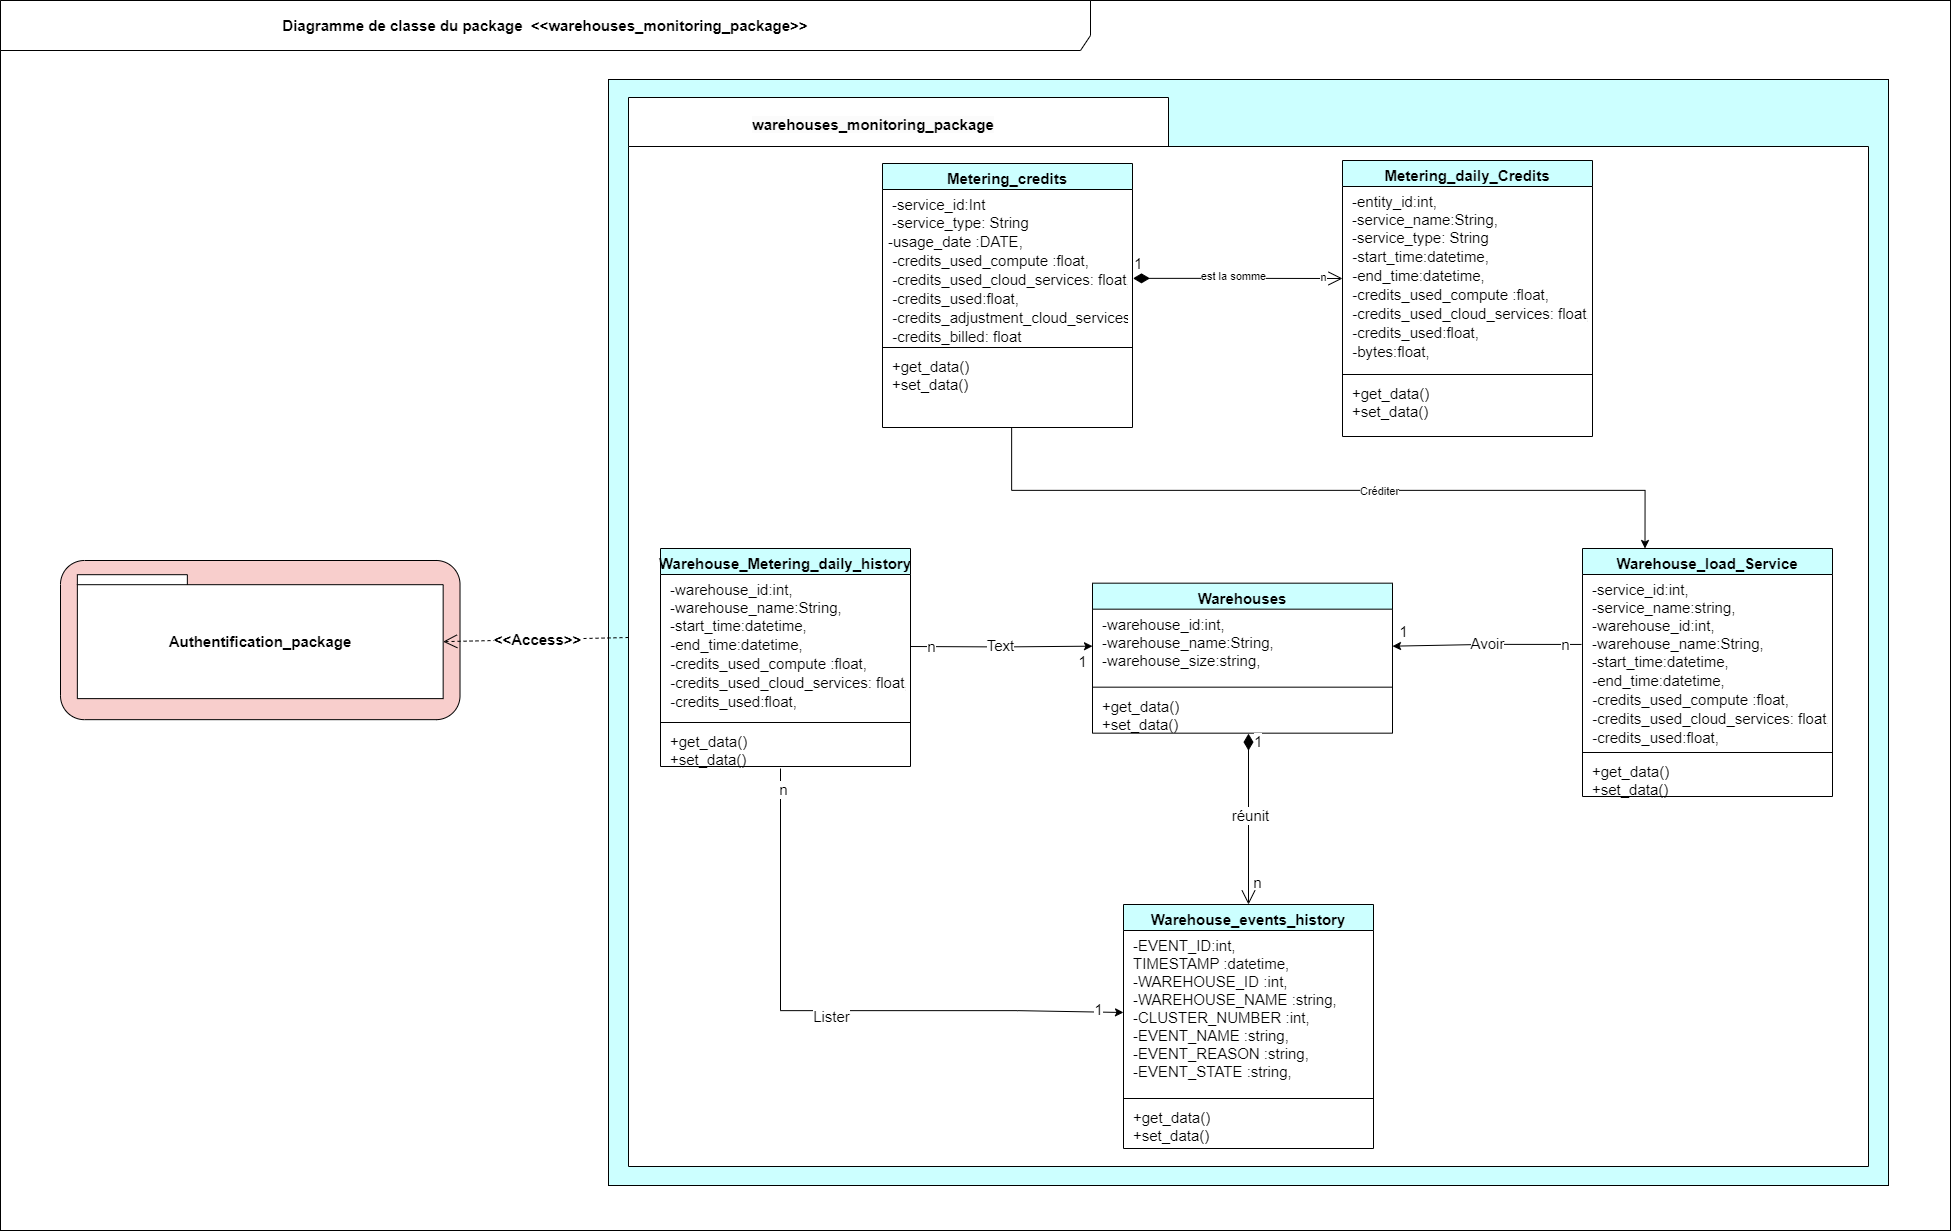 Diagramme de classe du package  <<warehouses_monitoring_package>>
warehouses_monitoring_package
Metering_credits
-service_id:Int
-service_type: String
-usage_date :DATE,
-credits_used_compute :float,
-credits_used_cloud_services: float
-credits_used:float,
-credits_adjustment_cloud_services
-credits_billed: float
+get_data()
+set_data()
1
est la somme
n
Metering_daily_Credits
-entity_id:int,
-service_name:String,
-service_type: String
-start_time:datetime,
-end_time:datetime,
-credits_used_compute :float,
-credits_used_cloud_services: float
-credits_used:float,
-bytes:float,
+get_data()
+set_data()
Créditer
Authentification_package
<<Access>>
Warehouse_Metering_daily_history
-warehouse_id:int,
-warehouse_name:String,
-start_time:datetime,
-end_time:datetime,
-credits_used_compute :float,
-credits_used_cloud_services: float
-credits_used:float,
+get_data()
+set_data()
n
Text
1
Warehouses
-warehouse_id:int,
-warehouse_name:String,
-warehouse_size:string,
+get_data()
+set_data()
1
Avoir
n
Warehouse_load_Service
-service_id:int,
-service_name:string,
-warehouse_id:int,
-warehouse_name:String,
-start_time:datetime,
-end_time:datetime,
-credits_used_compute :float,
-credits_used_cloud_services: float
-credits_used:float,
+get_data()
+set_data()
1
réunit
n
n
Lister
1
Warehouse_events_history
-EVENT_ID:int,
TIMESTAMP :datetime,
-WAREHOUSE_ID :int,
-WAREHOUSE_NAME :string,
-CLUSTER_NUMBER :int,
-EVENT_NAME :string,
-EVENT_REASON :string,
-EVENT_STATE :string,
+get_data()
+set_data()